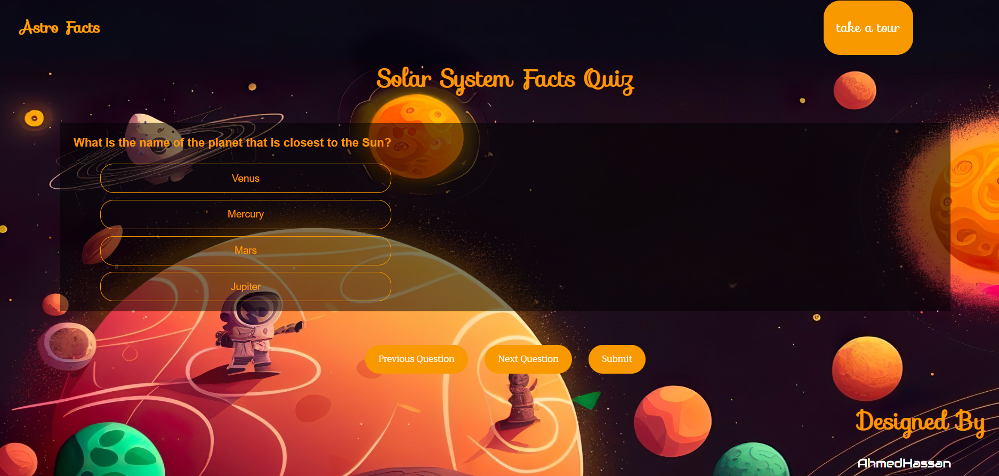 Astro Facts
take a tour
Solar System Facts Quiz
What is the name of the planet that is closest to the Sun?
Venus
Mercury
Mars
Jupiter
Previous Question
Next Question
Submit
Designed By
AhmedHassan